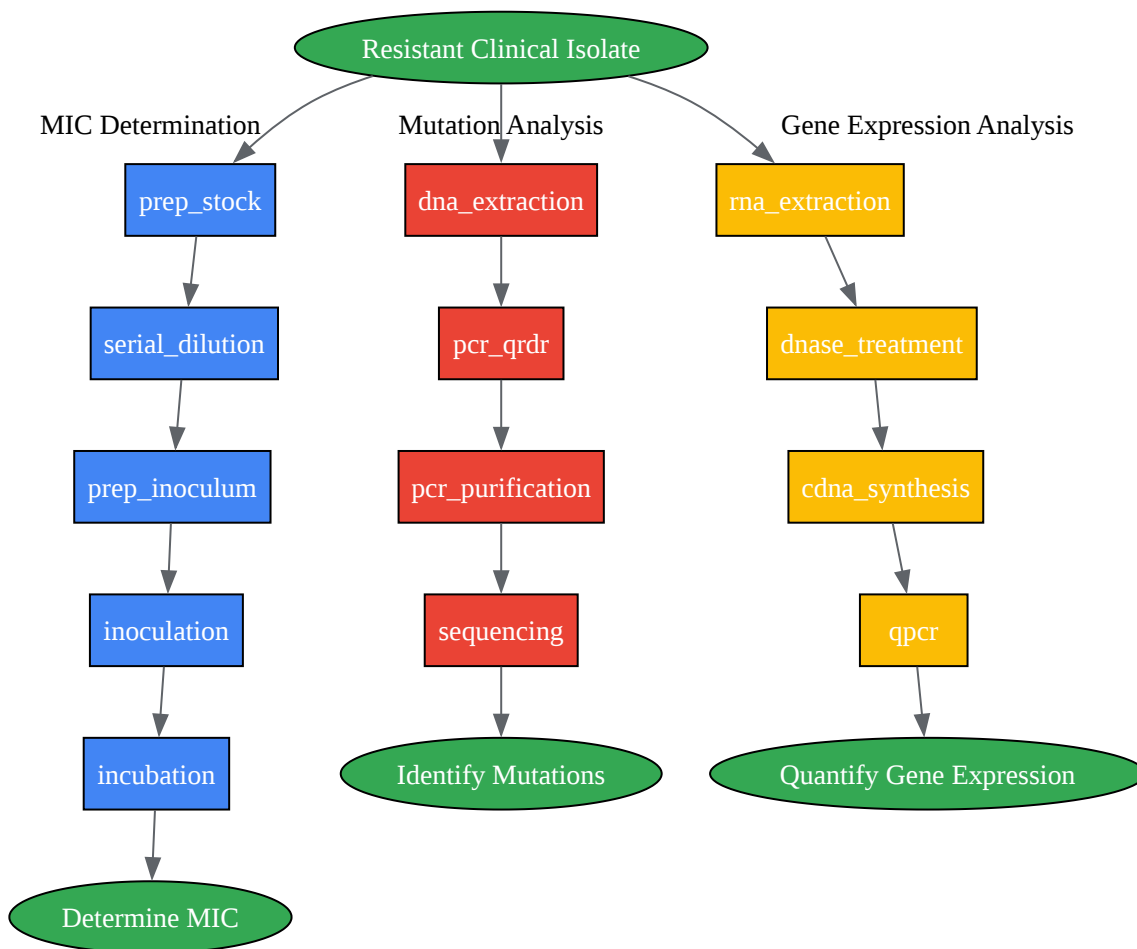 Resistant Clinical Isolate
MIC Determination
Mutation Analysis
Gene Expression Analysis
prep_stock
dna_extraction
rna_extraction
serial_dilution
pcr_qrdr
dnase_treatment
prep_inoculum
pcr_purification
cdna_synthesis
inoculation
sequencing
qpcr
incubation
Identify Mutations
Quantify Gene Expression
Determine MIC